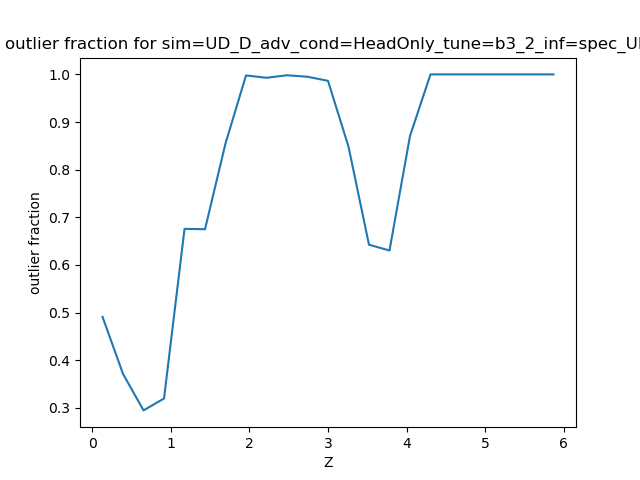 outlier fraction for sim=UD_D_adv_cond=HeadOnly_tune=b3_2_inf=spec_UI
1.0
0.9
0.8
0.7
0.6
0.5
0.4
0.3
outlier fraction
0 1 2 3 4 5 6
Z